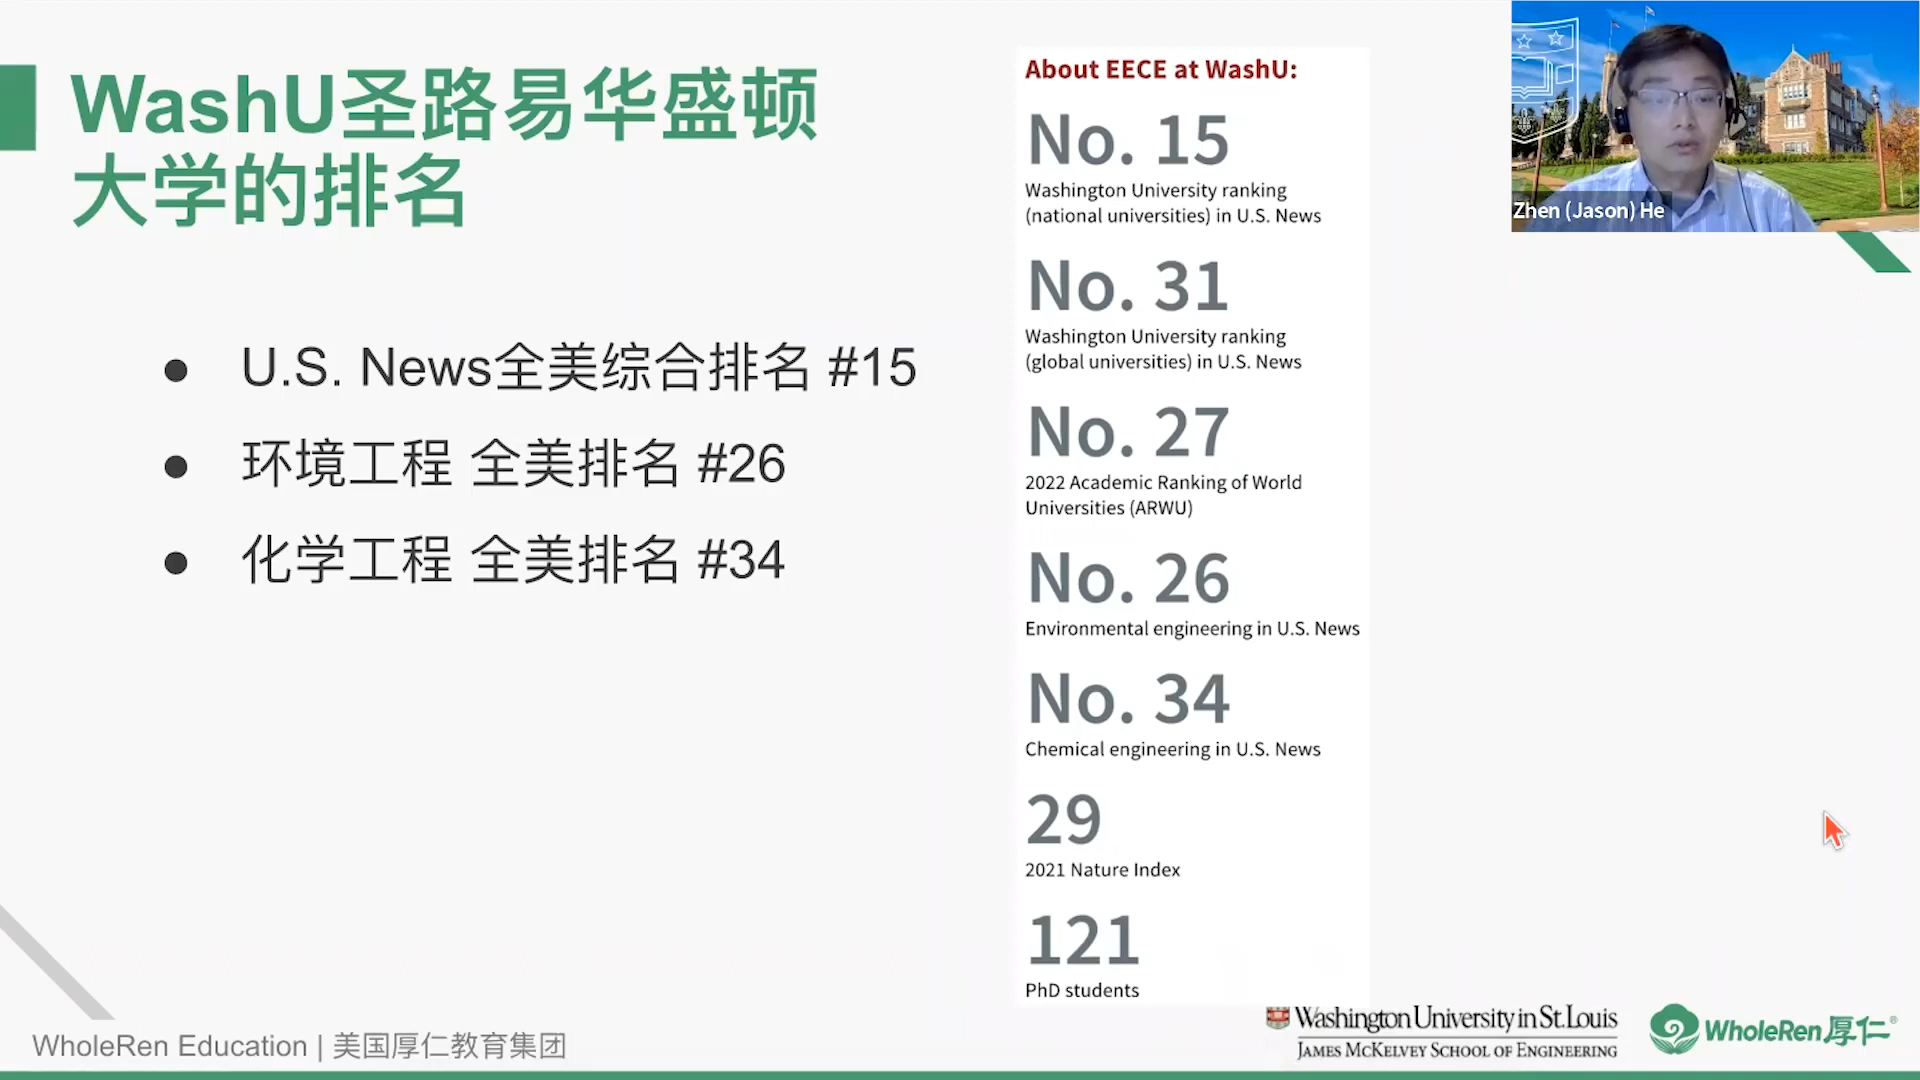 WashU圣路易华盛顿
大学的排名
U.S. News全美综合排名 #15
环境工程 全美排名 #26
化学工程 全美排名 #34
About EECE at WashU:
No. 15
Washington University ranking
(national universities) in U.S. News
No. 31
Washington University ranking
(global universities) in U.S. News
No. 27
2022 Academic Ranking of World
Universities (ARWU)
No. 26
Environmental engineering in U.S. News
No. 34
Chemical engineering in U.S. News
29
2021 Nature Index
121
PhD students
Zhen (Jason) He
WholeRen Education | 美国厚仁教育集团
Washington University in St. Louis
JAMES MCKELVEY SCHOOL OF ENGINEERING
WholeRen厚仁®